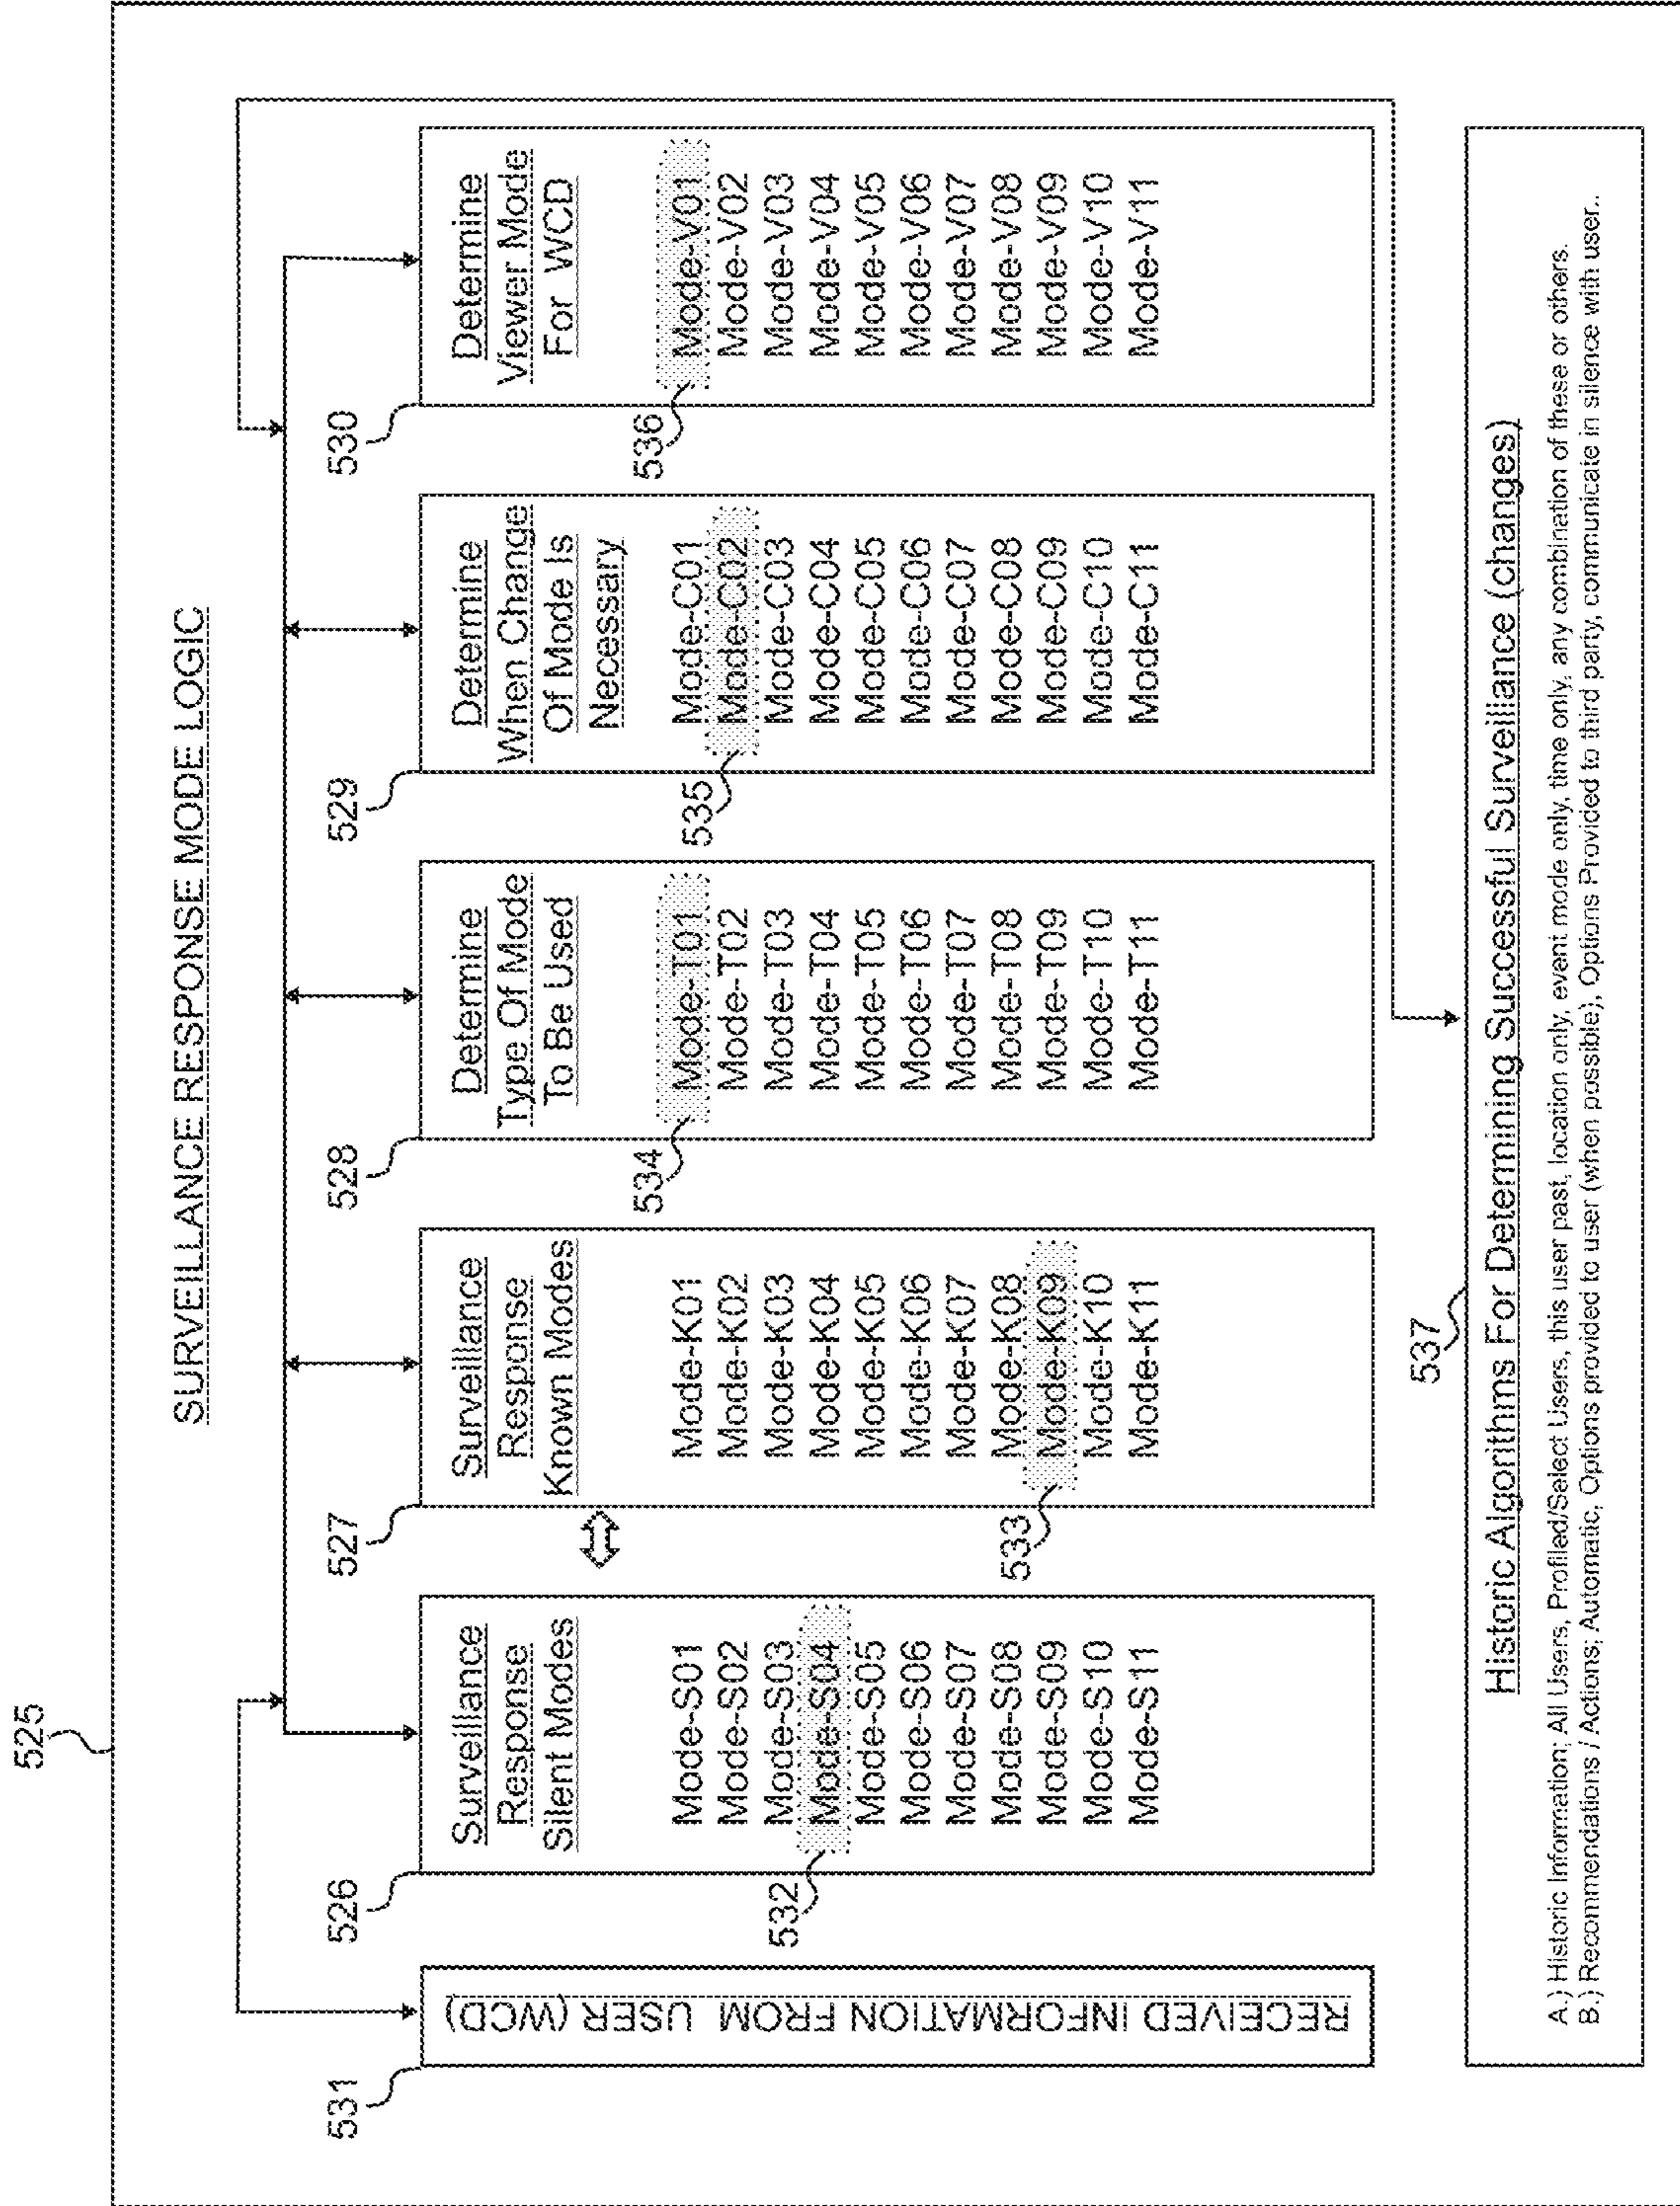 525
SURVEILLANCE RESPONSE MODE LOGIC
531
RECEIVED INFORMATION FROM USER (WCD)
526
Surveillance
Response
Silent Modes
Mode-S01
Mode-S02
Mode-S03
Mode-S04
Mode-S05
Mode-S06
Mode-S07
Mode-S08
Mode-S09
Mode-S10
Mode-S11
532
527
Surveillance
Response
Known Modes
Mode-K01
Mode-K02
Mode-K03
Mode-K04
Mode-K05
Mode-K06
Mode-K07
Mode-K08
Mode-K09
Mode-K10
Mode-K11
533
528
Determine
Type Of Mode
To Be Used
Mode-T01
Mode-T02
Mode-T03
Mode-T04
Mode-T05
Mode-T06
Mode-T07
Mode-T08
Mode-T09
Mode-T10
Mode-T11
534
529
Determine
When Change
Of Mode Is
Necessary
Mode-C01
Mode-C02
Mode-C03
Mode-C04
Mode-C05
Mode-C06
Mode-C07
Mode-C08
Mode-C09
Mode-C10
Mode-C11
535
530
Determine
Viewer Mode
For WCD
Mode-V01
Mode-V02
Mode-V03
Mode-V04
Mode-V05
Mode-V06
Mode-V07
Mode-V08
Mode-V09
Mode-V10
Mode-V11
536
537
Historic Algorithms For Determining Successful Surveillance (changes)
A.) Historic Information; All Users, Profiled/Select Users, this user past, location only, event mode only, time only, any combination of these or others.
B.) Recommendations / Actions; Automatic, Options provided to user (when possible), Options Provided to third party, communicate in silence with user..